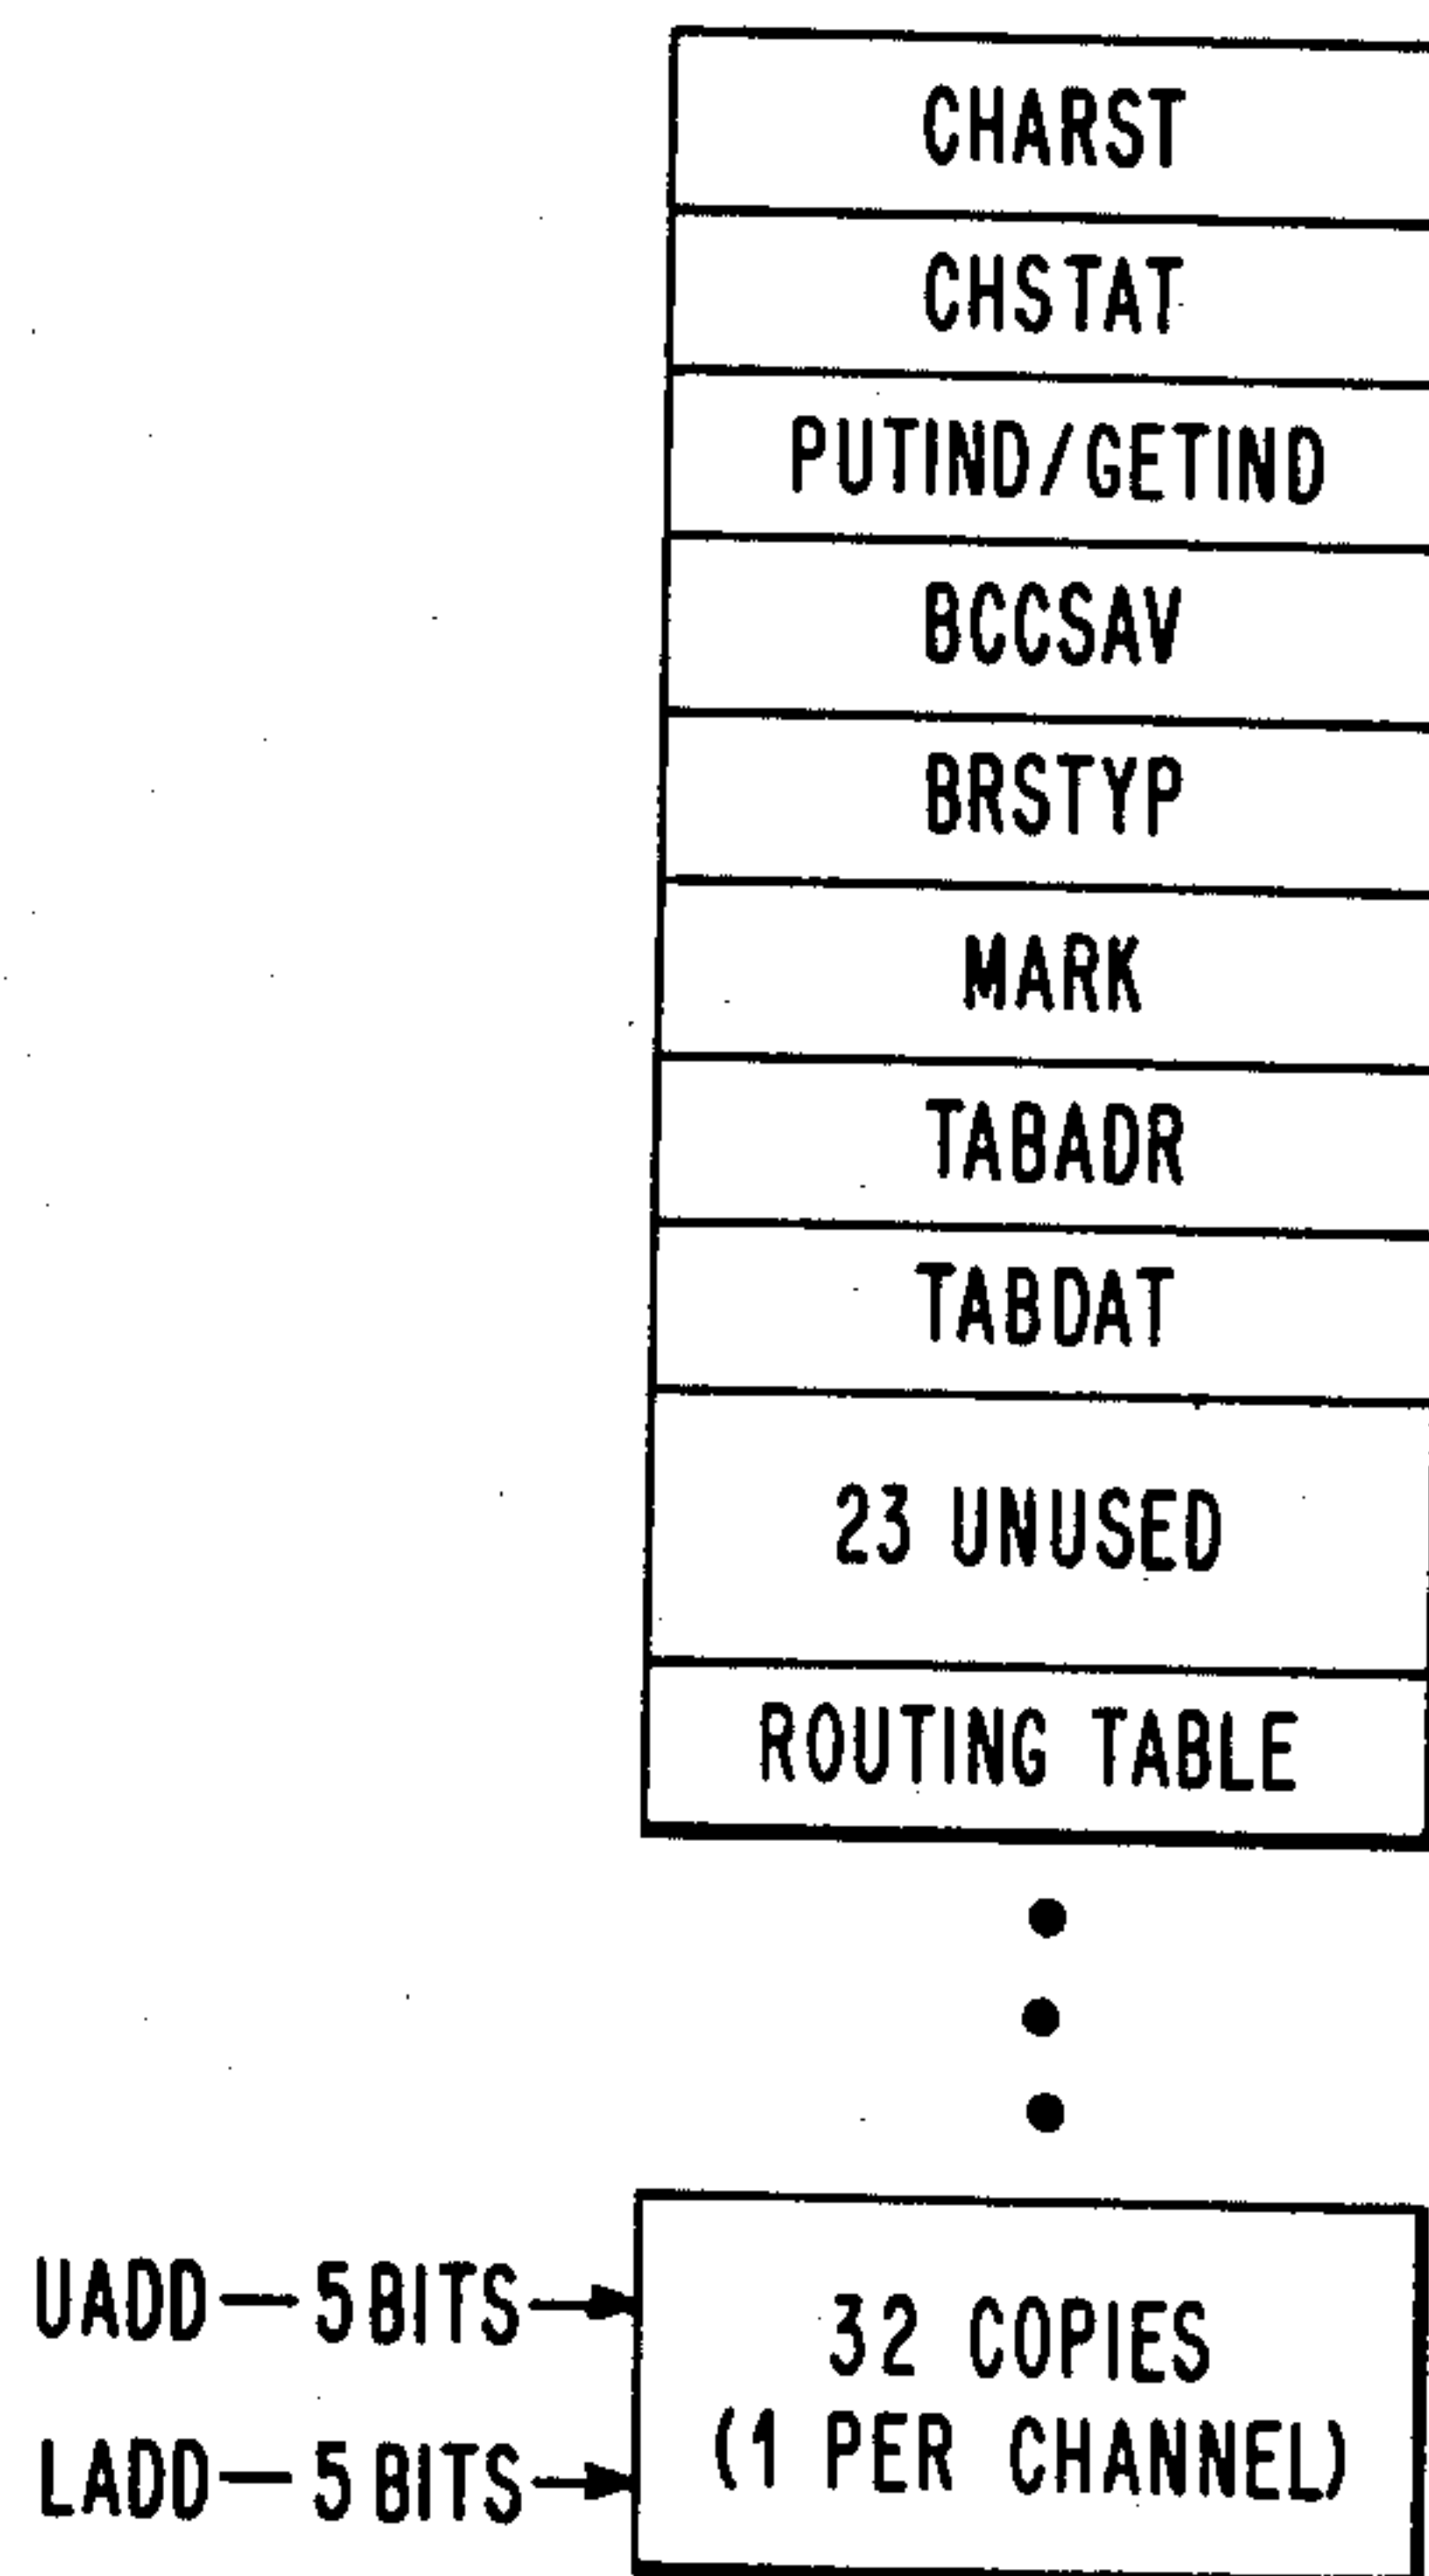 CHARST
CHSTAT
PUTIND/GETIND
BCCSAV
BRSTYP
MARK
TABADR
TABDAT
23 UNUSED
ROUTING TABLE
UADD—5 BITS
32 COPIES
(1 PER CHANNEL)
LADD—5 BITS